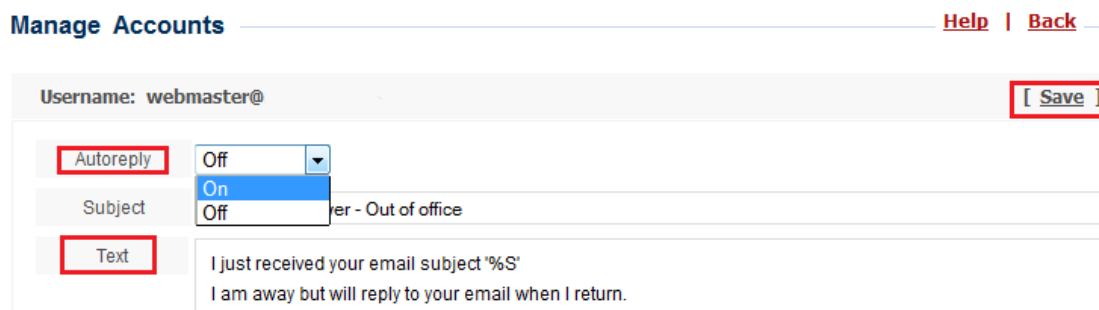 Manage Accounts
Help | Back
Username: webmaster@
[ Save ]
Autoreply Off
On
Off
Subject - Out of office
Text
I just received your email subject '%S'
I am away but will reply to your email when I return.